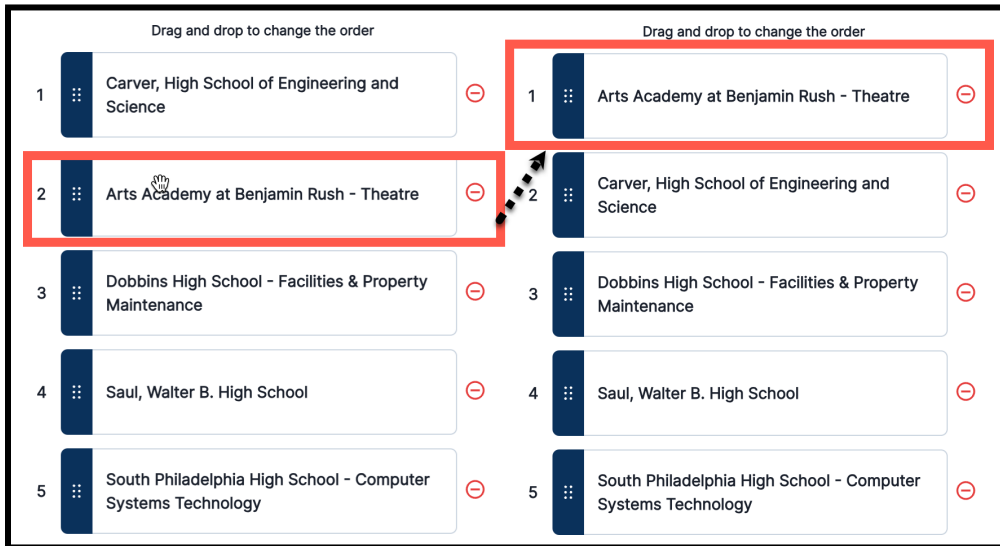 Drag and drop to change the order
1
Carver, High School of Engineering and
Science
2
Arts Academy at Benjamin Rush - Theatre
3
Dobbins High School - Facilities & Property
Maintenance
4
Saul, Walter B. High School
5
South Philadelphia High School - Computer
Systems Technology
Drag and drop to change the order
1
Arts Academy at Benjamin Rush - Theatre
2
Carver, High School of Engineering and
Science
3
Dobbins High School - Facilities & Property
Maintenance
4
Saul, Walter B. High School
5
South Philadelphia High School - Computer
Systems Technology